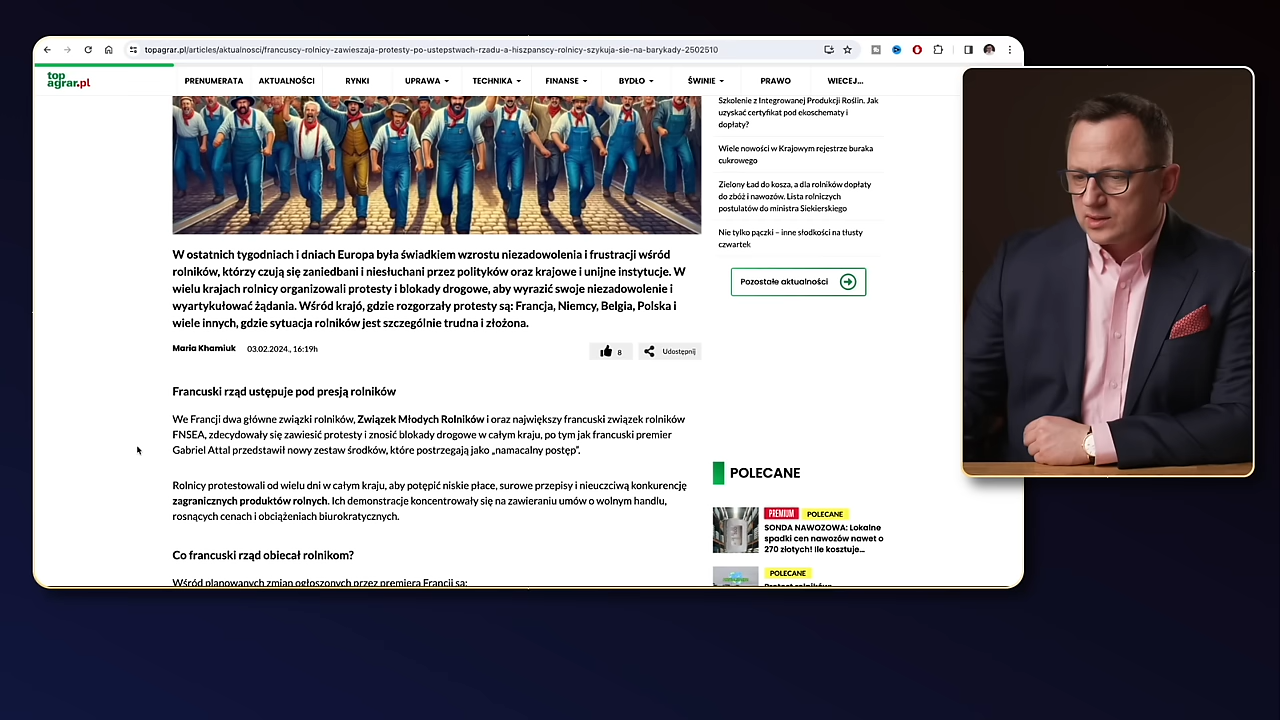 topagrar.pl/articles/aktualnosci/francuscy-rolnicy-zawieszaja-protesty-po-ustepstwach-rzadu-a-hiszpanscy-rolnicy-szykuja-sie-na-barykady-2502510
top
agrar.pl
PRENUMERATA AKTUALNOŚCI RYNKI UPRAWA TECHNIKA FINANSE BYDŁO ŚWINIE PRAWO WIECEJ...
W ostatnich tygodniach i dniach Europa była świadkiem wzrostu niezadowolenia i frustracji wśród
rolników, którzy czują się zaniedbani i niesłuchani przez polityków oraz krajowe i unijne instytucje. W
wielu krajach rolnicy organizowali protesty i blokady drogowe, aby wyrazić swoje niezadowolenie i
wyartykułować żądania. Wśród krajó, gdzie rozgorzały protesty są: Francja, Niemcy, Belgia, Polska i
wiele innych, gdzie sytuacja rolników jest szczególnie trudna i złożona.
Maria Khamiuk 03.02.2024., 16:19h
8 Udostępnij
Francuski rząd ustępuje pod presją rolników
We Francji dwa główne związki rolników, Związek Młodych Rolników i oraz największy francuski związek rolników
FNSEA, zdecydowały się zawiesić protesty i znosić blokady drogowe w całym kraju, po tym jak francuski premier
Gabriel Attal przedstawił nowy zestaw środków, które postrzegają jako „namacalny postęp”.
Rolnicy protestowali od wielu dni w całym kraju, aby potępić niskie płace, surowe przepisy i nieuczciwą konkurencję
zagranicznych produktów rolnych. Ich demonstracje koncentrowały się na zawieraniu umów o wolnym handlu,
rosnących cenach i obciążeniach biurokratycznych.
Co francuski rząd obiecał rolnikom?
Wśród planowanych zmian ogłoszonych przez premiera Francji są:
Szkolenie z Integrowanej Produkcji Roślin. Jak
uzyskać certyfikat pod ekoschematy i
dopłaty?
Wiele nowości w Krajowym rejestrze buraka
cukrowego
Zielony Ład do kosza, a dla rolników dopłaty
do zbóż i nawozów. Lista rolniczych
postulatów do ministra Siekierskiego
Nie tylko pączki – inne słodkości na tłusty
czwartek
Pozostałe aktualności
POLECANE
PREMIUM POLECANE
SONDA NAWOZOWA: Lokalne
spadki cen nawozów nawet o
270 złotych! Ile kosztuje...
POLECANE
Protest rolników